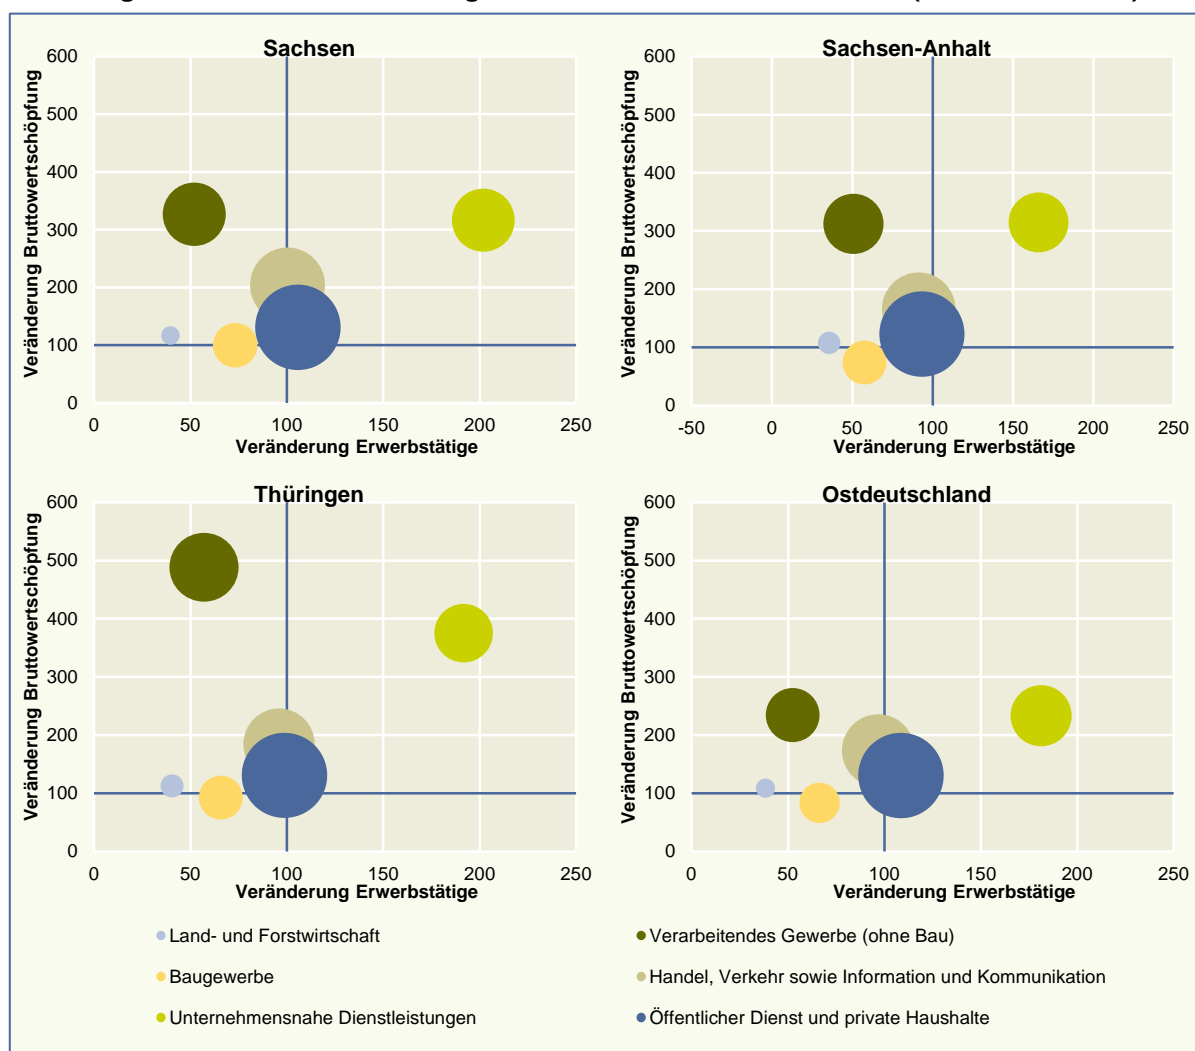 Sachsen
Veränderung Bruttowertschöpfung
600
500
400
300
200
100
0
0 50 100 150 200 250
Veränderung Erwerbstätige
Sachsen-Anhalt
Veränderung Bruttowertschöpfung
600
500
400
300
200
100
0
-50 0 50 100 150 200 250
Veränderung Erwerbstätige
Thüringen
Veränderung Bruttowertschöpfung
600
500
400
300
200
100
0
0 50 100 150 200 250
Veränderung Erwerbstätige
Ostdeutschland
Veränderung Bruttowertschöpfung
600
500
400
300
200
100
0
0 50 100 150 200 250
Veränderung Erwerbstätige
Land- und Forstwirtschaft
Verarbeitendes Gewerbe (ohne Bau)
Baugewerbe
Handel, Verkehr sowie Information und Kommunikation
Unternehmensnahe Dienstleistungen
Öffentlicher Dienst und private Haushalte